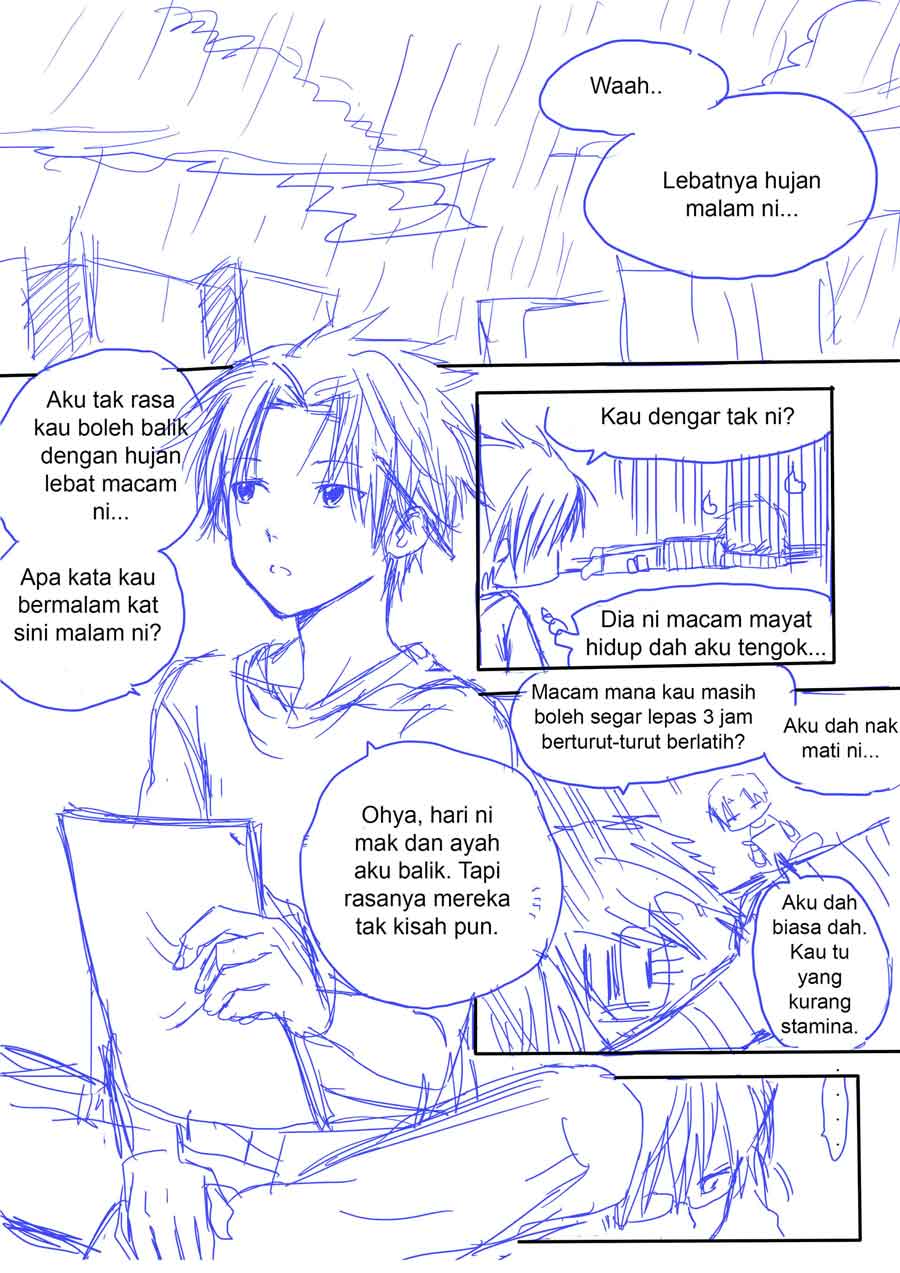 Waah..
Lebatnya hujan
malam ni...
Aku tak rasa
kau boleh balik
dengan hujan
lebat macam
ni...
Apa kata kau
bermalam kat
sini malam ni?
Ohya, hari ni
mak dan ayah
aku balik. Tapi
rasanya mereka
tak kisah pun.
Kau dengar tak ni?
Dia ni macam mayat
hidup dah aku tengok...
Macam mana kau masih
boleh segar lepas 3 jam
berturut-turut berlatih?
Aku dah nak
mati ni...
Aku dah
biasa dah.
Kau tu
yang
kurang
stamina.
....